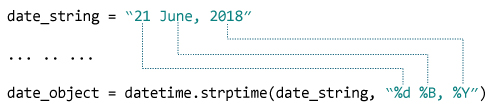 date_string = “21 June, 2018”
... .. ...
date_object = datetime.strptime(date_string, “%d %B, %Y”)